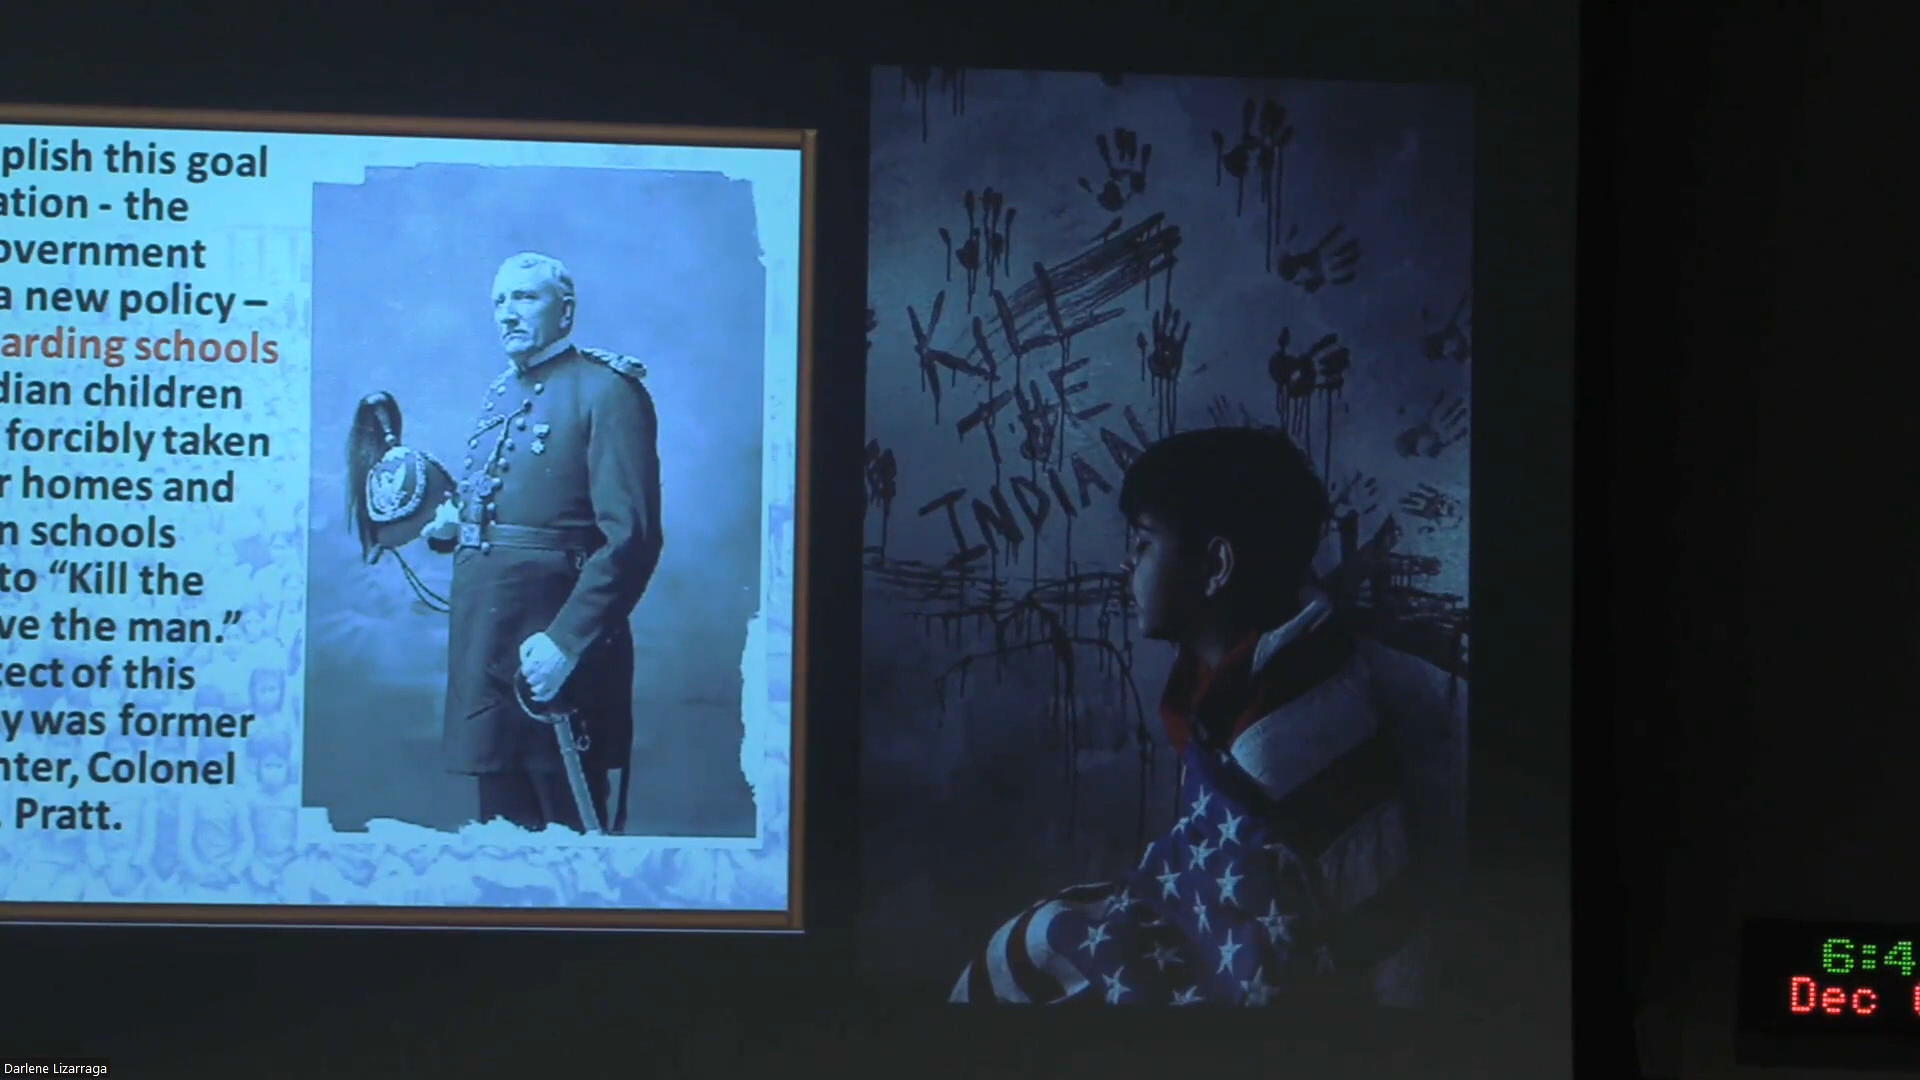 plish this goal
ation - the
overnment
a new policy –
arding schools
dian children
forcibly taken
r homes and
n schools
to “Kill the
ve the man.”
tect of this
y was former
nter, Colonel
. Pratt.
KILL
THE
INDIAN
6:4
Dec
Darlene Lizarraga